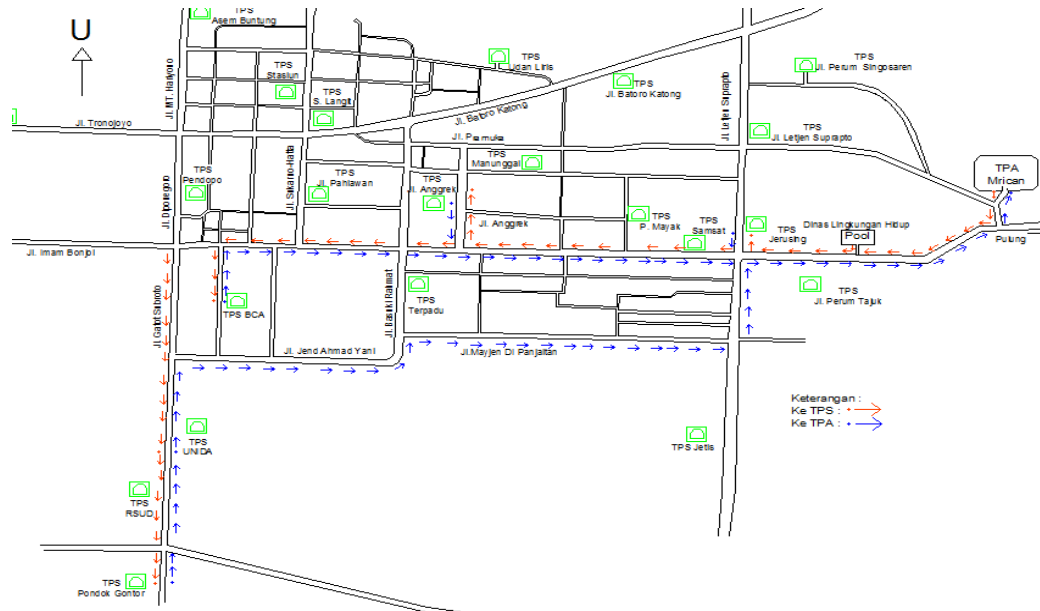 U
TPS
Asem Buntung
Jl. MT. Hariyono
TPS
Stasiun
TPS
S. Langit
TPS
Udan Liris
TPS
Jl. Batoro Katong
Jl. Batoro Katong
Jl. Letjen Suprapto
TPS
Jl. Perum Singosaren
Jl. Tronojoyo
Jl. Pemuka
TPS
Jl. Letjen Suprapto
TPS
Manunggal
TPS
Pendopo
TPS
Jl. Pahlawan
TPS
Jl. Anggrek
TPA
Mrican
Jl. Diponegoro
Jl. Sukarno-Hatta
Jl. Anggrek
TPS
P. Mayak
TPS
Samsat
TPS
Jerusing
Dinas Lingkungan Hidup
Pool
Pulung
Jl. Imam Bonjol
TPS BCA
TPS
Terpadu
TPS
Jl. Perum Tajuk
Jl. Gatot Subroto
Jl. Basuki Rahmat
Jl. Jend Ahmad Yani
Jl.Mayjen DI Panjaitan
Keterangan :
Ke TPS :
Ke TPA :
TPS
UNIDA
TPS Jetis
TPS
RSUD
TPS
Pondok Gontor